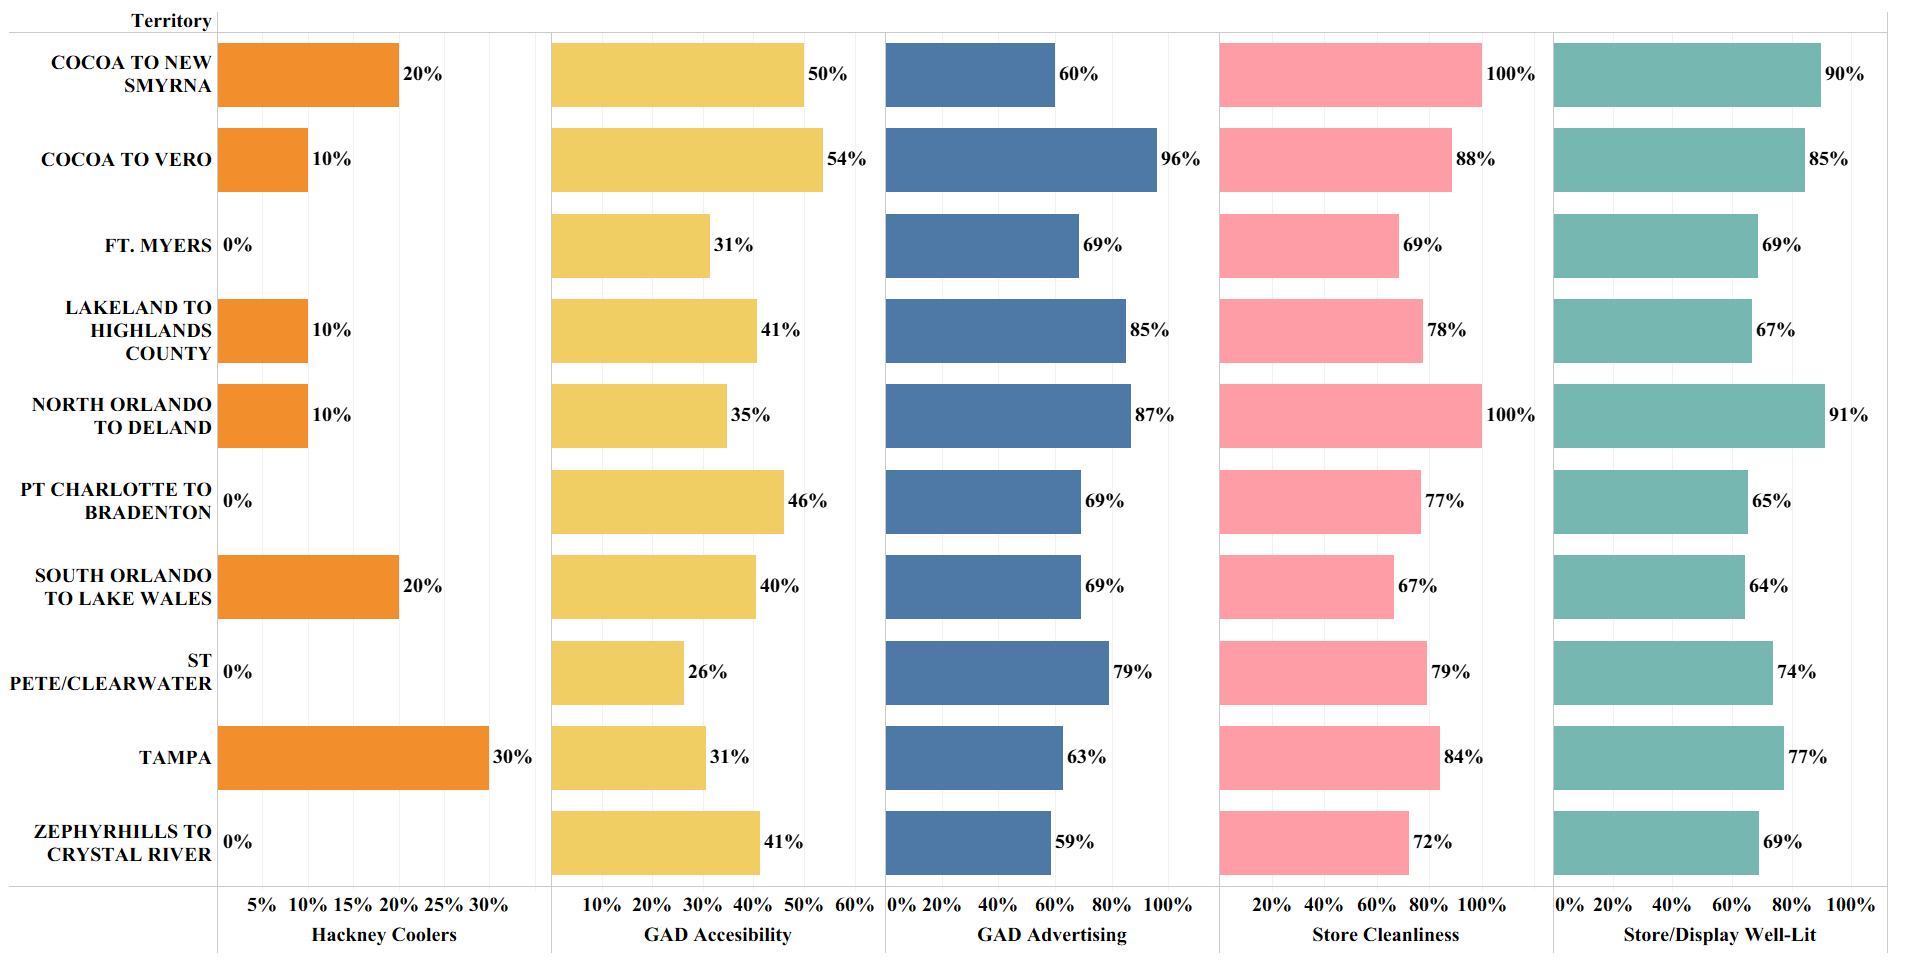 Territory
COCOA TO NEW
SMYRNA
20%
50%
60%
100%
90%
COCOA TO VERO
10%
54%
96%
88%
85%
FT. MYERS
0%
31%
69%
69%
69%
LAKELAND TO
HIGHLANDS
COUNTY
10%
41%
85%
78%
67%
NORTH ORLANDO
TO DELAND
10%
35%
87%
100%
91%
PT CHARLOTTE TO
BRADENTON
0%
46%
69%
77%
65%
SOUTH ORLANDO
TO LAKE WALES
20%
40%
69%
67%
64%
ST
PETE/CLEARWATER
0%
26%
79%
79%
74%
TAMPA
30%
31%
63%
84%
77%
ZEPHYRHILLS TO
CRYSTAL RIVER
0%
41%
59%
72%
69%
5% 10% 15% 20% 25% 30%
10% 20% 30% 40% 50% 60%
0% 20% 40% 60% 80% 100%
20% 40% 60% 80% 100%
0% 20% 40% 60% 80% 100%
Hackney Coolers
GAD Accesibility
GAD Advertising
Store Cleanliness
Store/Display Well-Lit